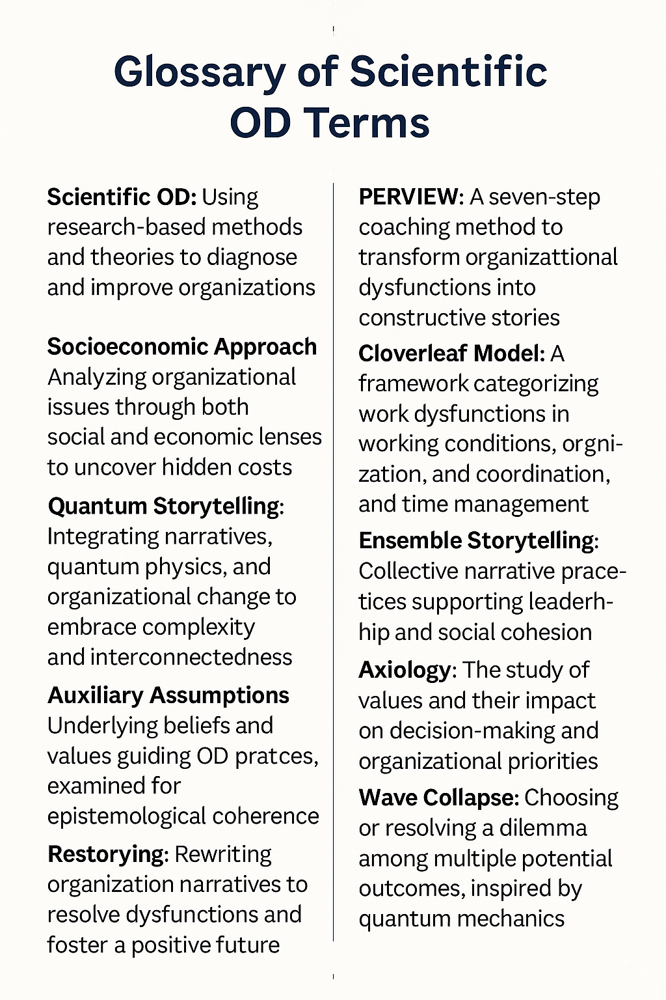 Glossary of Scientific
OD Terms
Scientific OD: Using
research-based methods
and theories to diagnose
and improve organizations
Socioeconomic Approach
Analyzing organizational
issues through both
social and economic lenses
to uncover hidden costs
Quantum Storytelling:
Integrating narratives,
quantum physics, and
organizational change to
embrace complexity
and interconnectedness
Auxiliary Assumptions
Underlying beliefs and
values guiding OD pratces,
examined for
epistemological coherence
Restorying: Rewriting
organization narratives to
resolve dysfunctions and
foster a positive future
PERVIEW: A seven-step
coaching method to
transform organizattional
dysfunctions into
constructive stories
Cloverleaf Model: A
framework categorizing
work dysfunctions in
working conditions, orgni-
zation, and coordination,
and time management
Ensemble Storytelling:
Collective narrative prace-
tices supporting leaderh-
hip and social cohesion
Axiology: The study of
values and their impact
on decision-making and
organizational priorities
Wave Collapse: Choosing
or resolving a dilemma
among multiple potential
outcomes, inspired by
quantum mechanics